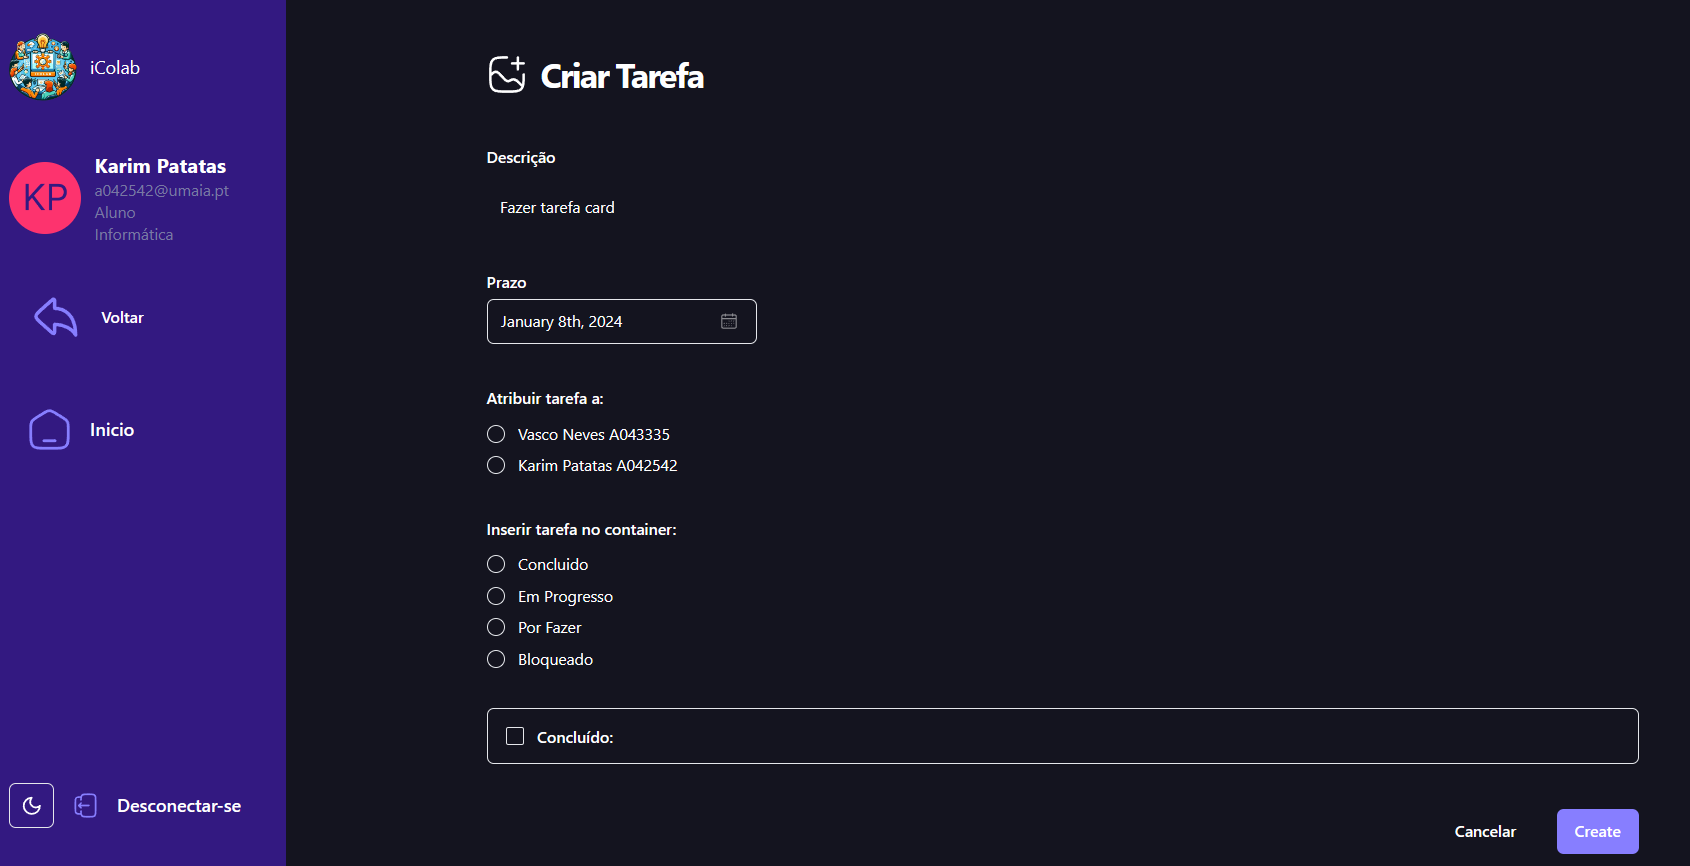 iColab
KP
Karim Patatas
a042542@umaia.pt
Aluno
Informática
Voltar
Inicio
Desconectar-se
Criar Tarefa
Descrição
Fazer tarefa card
Prazo
January 8th, 2024
Atribuir tarefa a:
Vasco Neves A043335
Karim Patatas A042542
Inserir tarefa no container:
Concluido
Em Progresso
Por Fazer
Bloqueado
Concluído:
Cancelar
Create